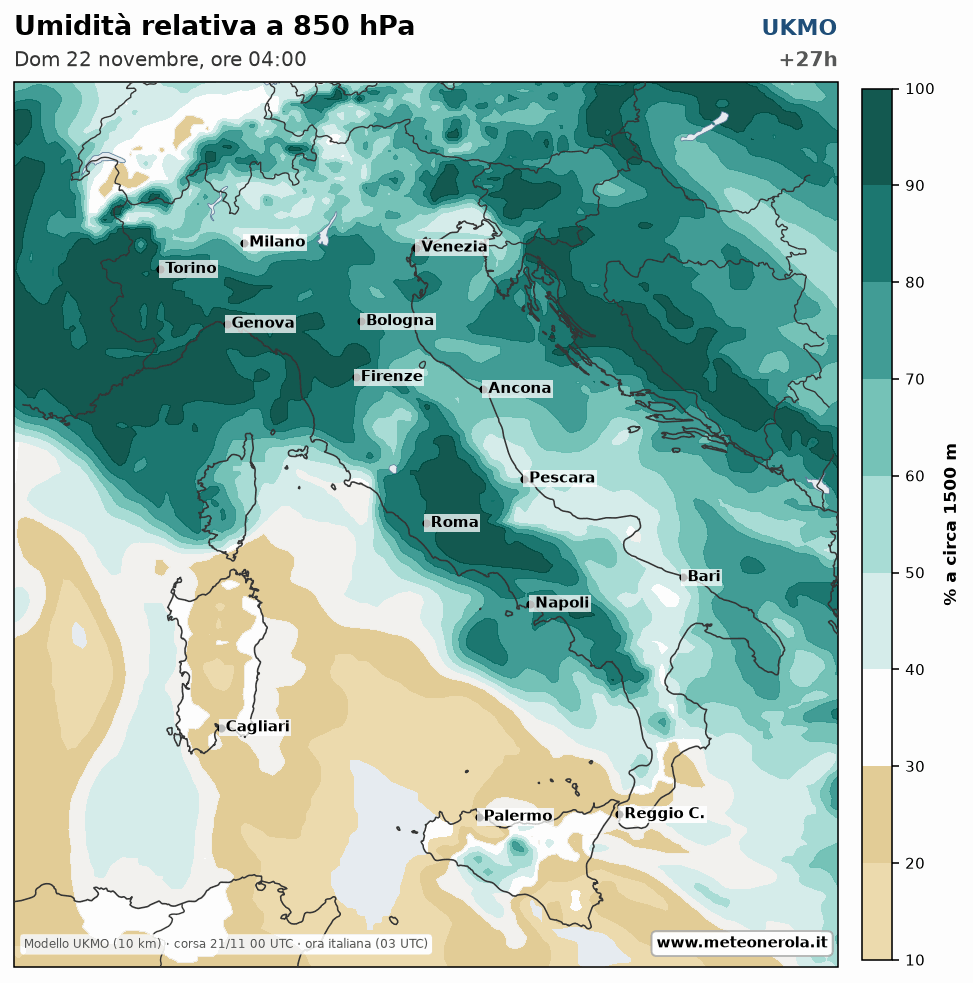 Umidità relativa a 850 hPa
UKMO
Dom 22 novembre, ore 04:00
+27h
100
90
80
70
60
50
40
30
20
10
% a circa 1500 m
Milano
Venezia
Torino
Genova
Bologna
Firenze
Ancona
Pescara
Roma
Bari
Napoli
Cagliari
Palermo
Reggio C.
Modello UKMO (10 km) · corsa 21/11 00 UTC · ora italiana (03 UTC)
www.meteonerola.it